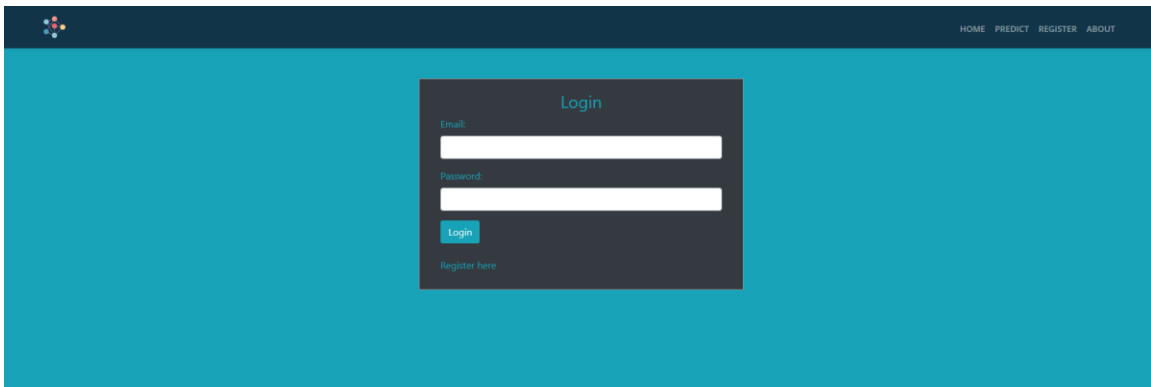 HOME PREDICT REGISTER ABOUT
Login
Email:
Password:
Login
Register here